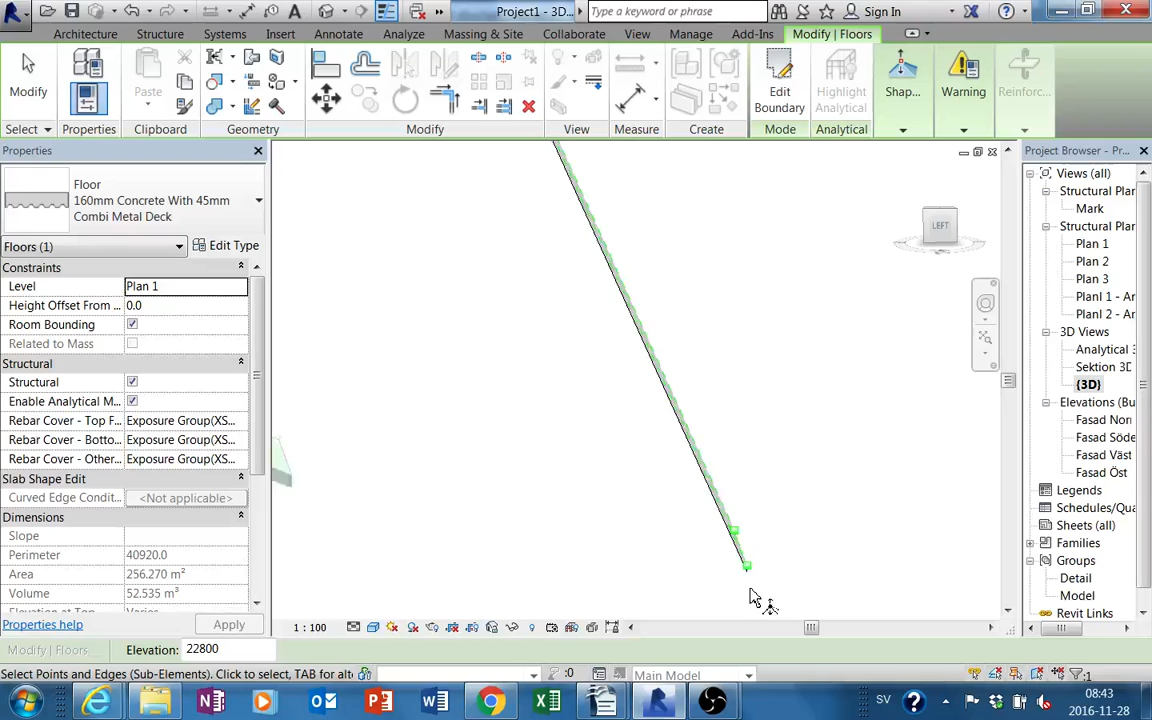 Project1 - 3D...
Type a keyword or phrase
Sign In
Architecture Structure Systems Insert Annotate Analyze Massing & Site Collaborate View Manage Add-Ins Modify | Floors
Modify Paste Edit Boundary Highlight Analytical Shap... Warning Reinforc...
Select Properties Clipboard Geometry Modify View Measure Create Mode Analytical
Properties
Project Browser - Pr...
Floor
160mm Concrete With 45mm
Combi Metal Deck
Floors (1) Edit Type
Constraints
Level Plan 1
Height Offset From ... 0.0
Room Bounding
Related to Mass
Structural
Structural
Enable Analytical M...
Rebar Cover - Top F... Exposure Group(XS...
Rebar Cover - Botto... Exposure Group(XS...
Rebar Cover - Other... Exposure Group(XS...
Slab Shape Edit
Curved Edge Condit... <Not applicable>
Dimensions
Slope
Perimeter 40920.0
Area 256.270 m²
Volume 52.535 m³
Elevation at Top Varies
Properties help Apply
LEFT
Views (all)
Structural Plar
Mark
Structural Plar
Plan 1
Plan 2
Plan 3
Plan 1 - Ar
Plan 2 - Ar
3D Views
Analytical 3
Sektion 3D
{3D}
Elevations (Bu
Fasad Nor
Fasad Söde
Fasad Väst
Fasad Öst
Legends
Schedules/Qua
Sheets (all)
Families
Groups
Detail
Model
Revit Links
1 : 100
Modify | Floors Elevation: 22800
Select Points and Edges (Sub-Elements). Click to select, TAB for alt
:0 Main Model :1
SV 08:43
2016-11-28